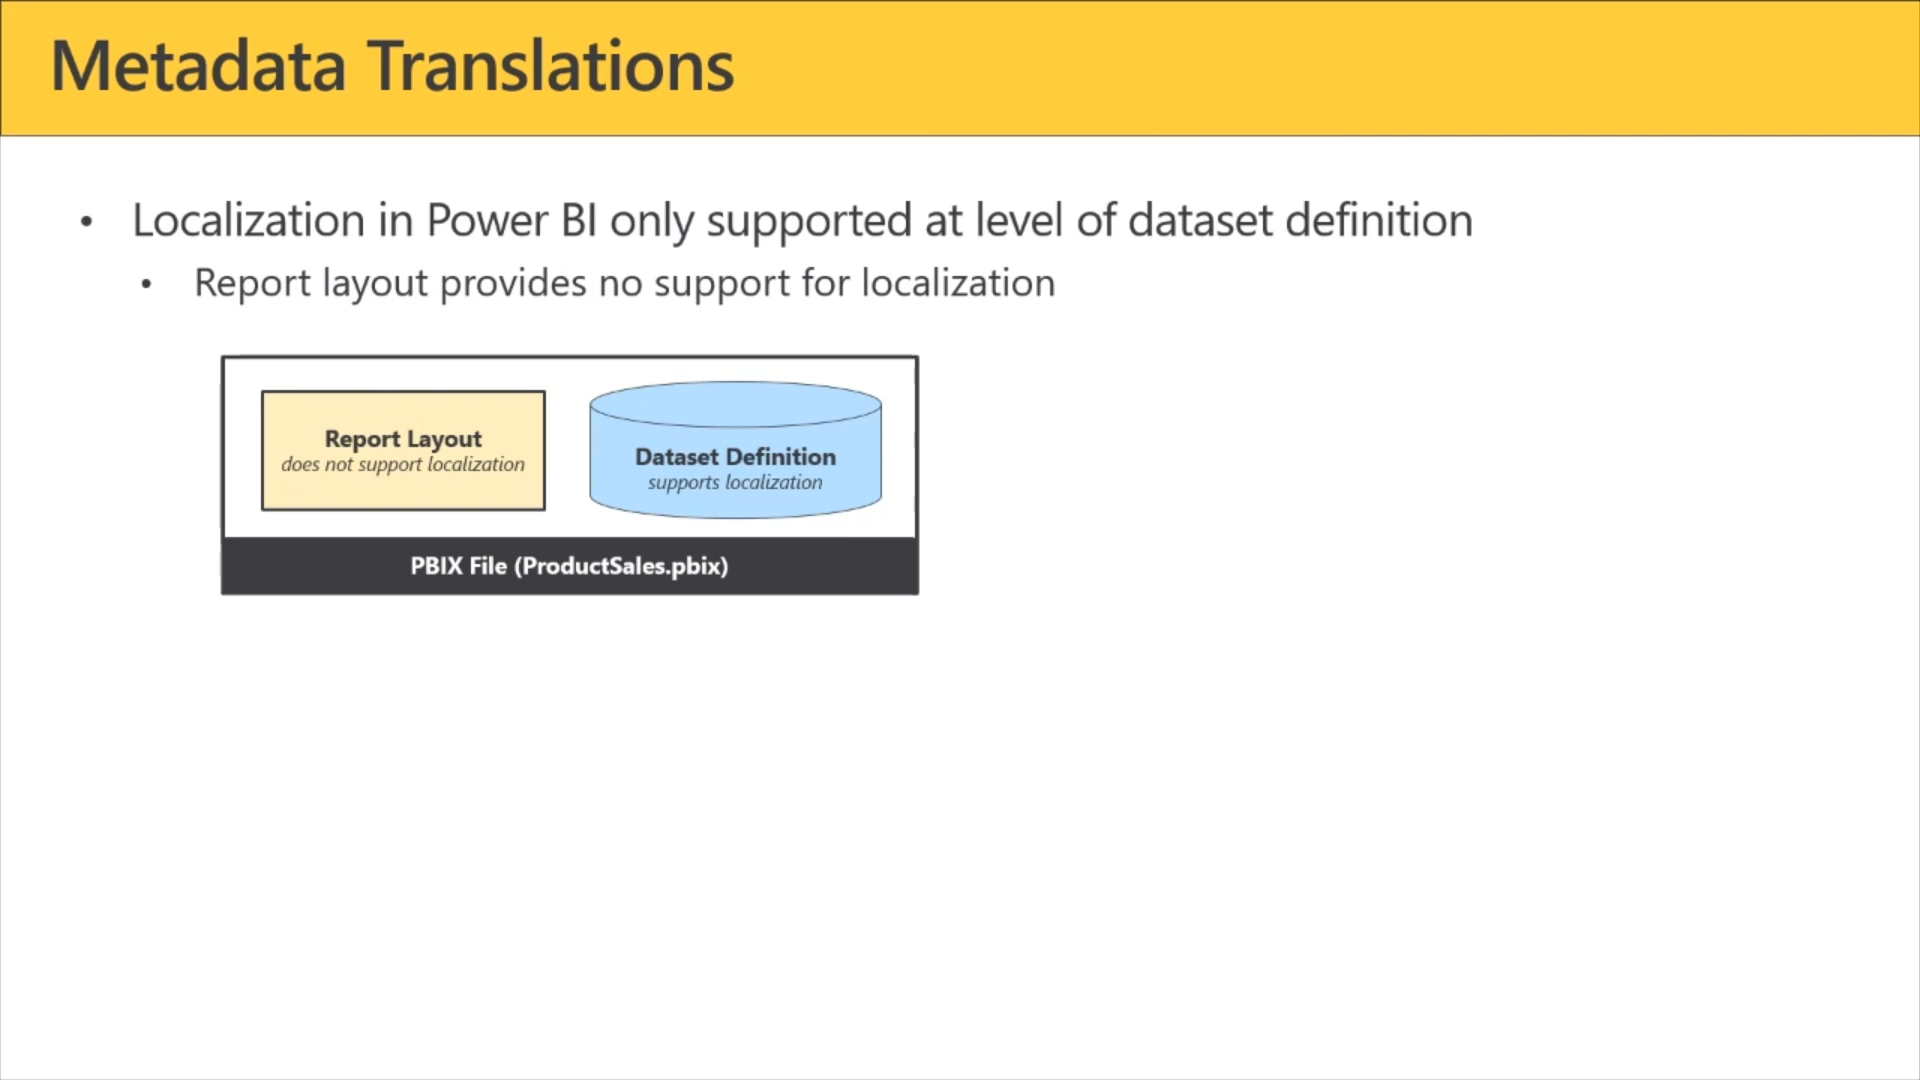 Metadata Translations
• Localization in Power BI only supported at level of dataset definition
• Report layout provides no support for localization
Report Layout
does not support localization
Dataset Definition
supports localization
PBIX File (ProductSales.pbix)